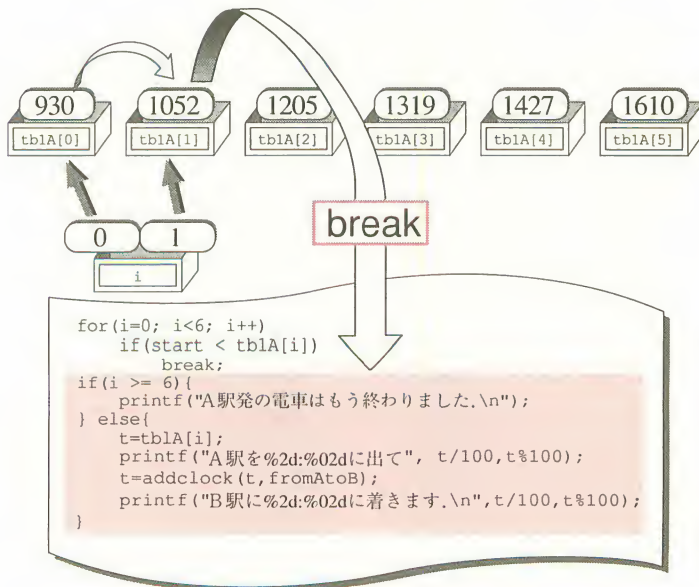 930 1052 1205 1319 1427 1610
tblA[0] tblA[1] tblA[2] tblA[3] tblA[4] tblA[5]
break
0 1
i
for(i=0; i<6; i++)
    if(start < tblA[i])
        break;
if(i >= 6){
    printf("A駅発の電車はもう終わりました.\n");
} else{
    t=tblA[i];
    printf("A駅を%2d:%02dに出て", t/100,t%100);
    t=addclock(t,fromAtoB);
    printf("B駅に%2d:%02dに着きます.\n",t/100,t%100);
}